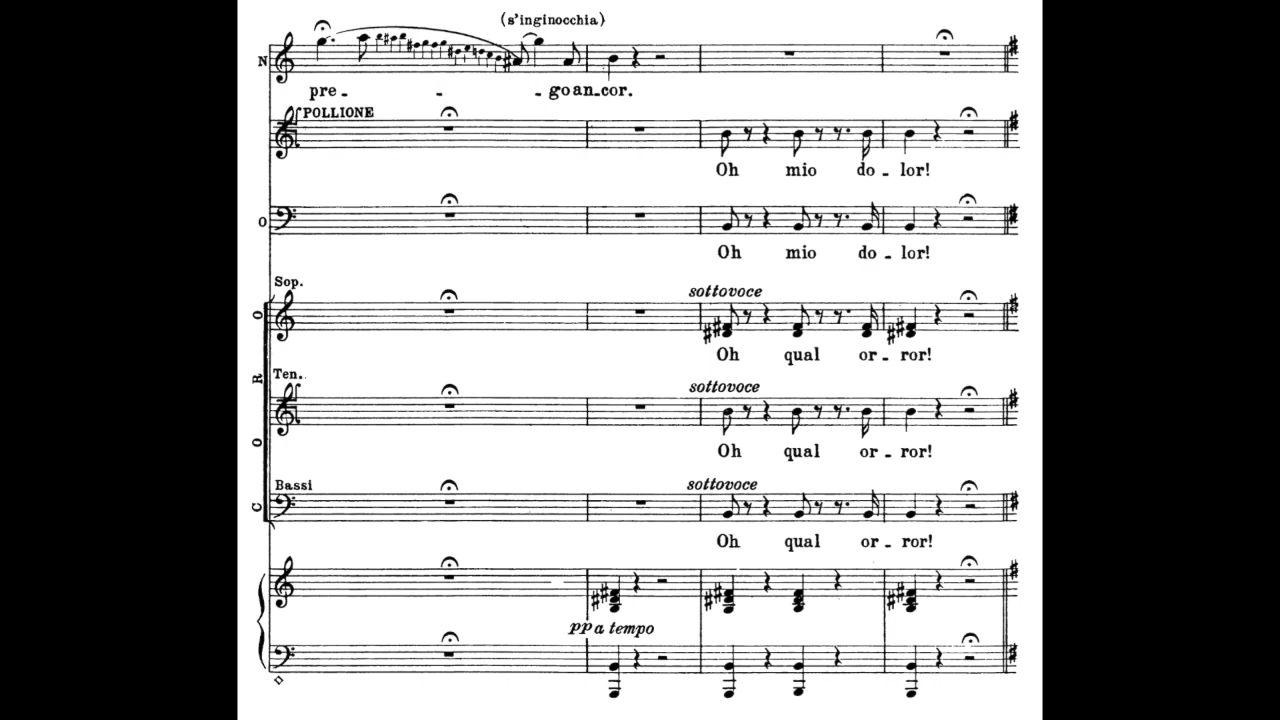 (s'inginocchia)
N
pre - - - go an - cor.
POLLIONE
Oh mio do - lor!
O
Oh mio do - lor!
Sop.
sottovoce
Oh qual or - ror!
Ten.
sottovoce
Oh qual or - ror!
Bassi
sottovoce
Oh qual or - ror!
CORO
pp a tempo